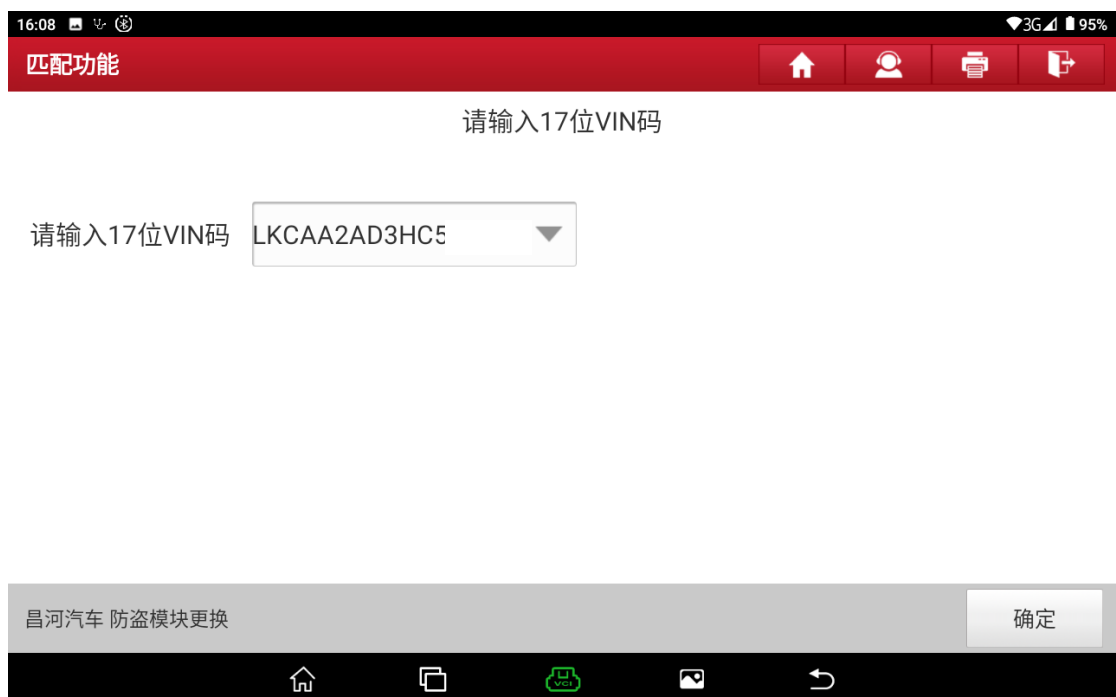 16:08 3G 95%
匹配功能
请输入17位VIN码
请输入17位VIN码 LKCAA2AD3HC5
昌河汽车 防盗模块更换 确定
VCI